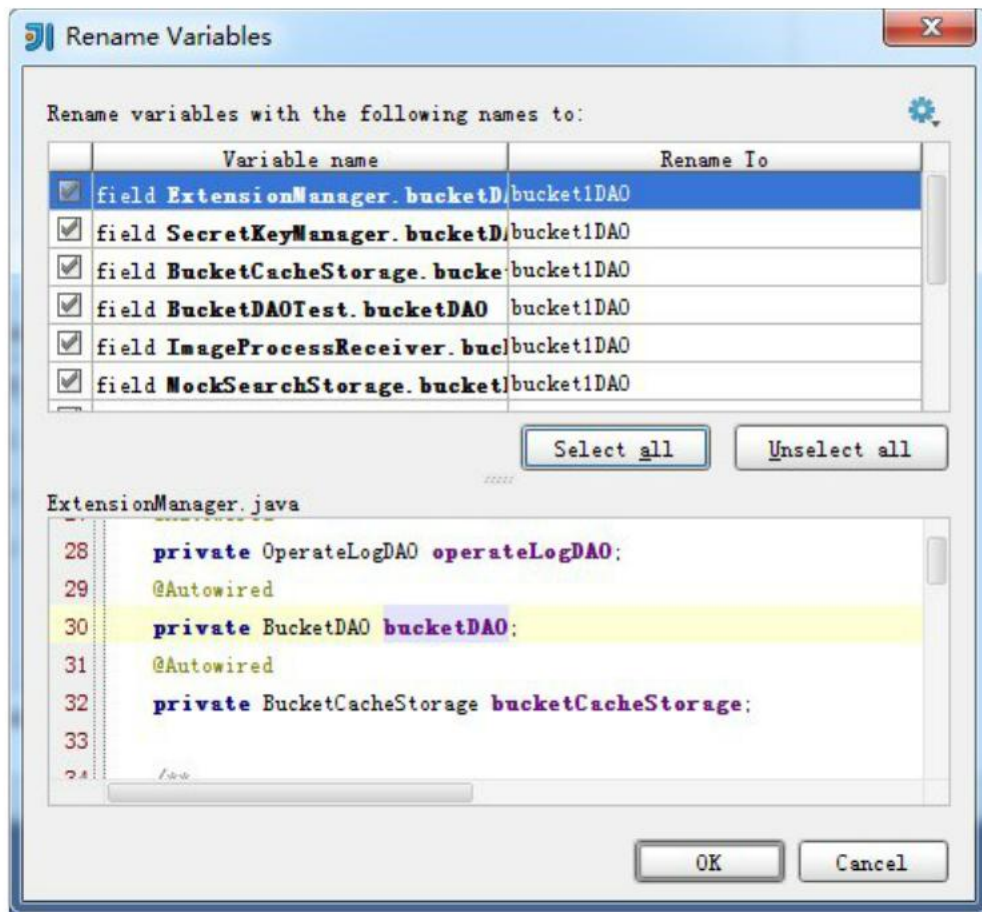 Rename Variables
Rename variables with the following names to:
Variable name Rename To
field ExtensionManager.bucketD bucket1DAO
field SecretKeyManager.bucketD bucket1DAO
field BucketCacheStorage.bucke bucket1DAO
field BucketDAOTest.bucketDAO bucket1DAO
field ImageProcessReceiver.buc bucket1DAO
field MockSearchStorage.bucket bucket1DAO
Select all Unselect all
ExtensionManager.java
28 private OperateLogDAO operateLogDAO;
29 @Autowired
30 private BucketDAO bucketDAO;
31 @Autowired
32 private BucketCacheStorage bucketCacheStorage;
33
34 /**
OK Cancel